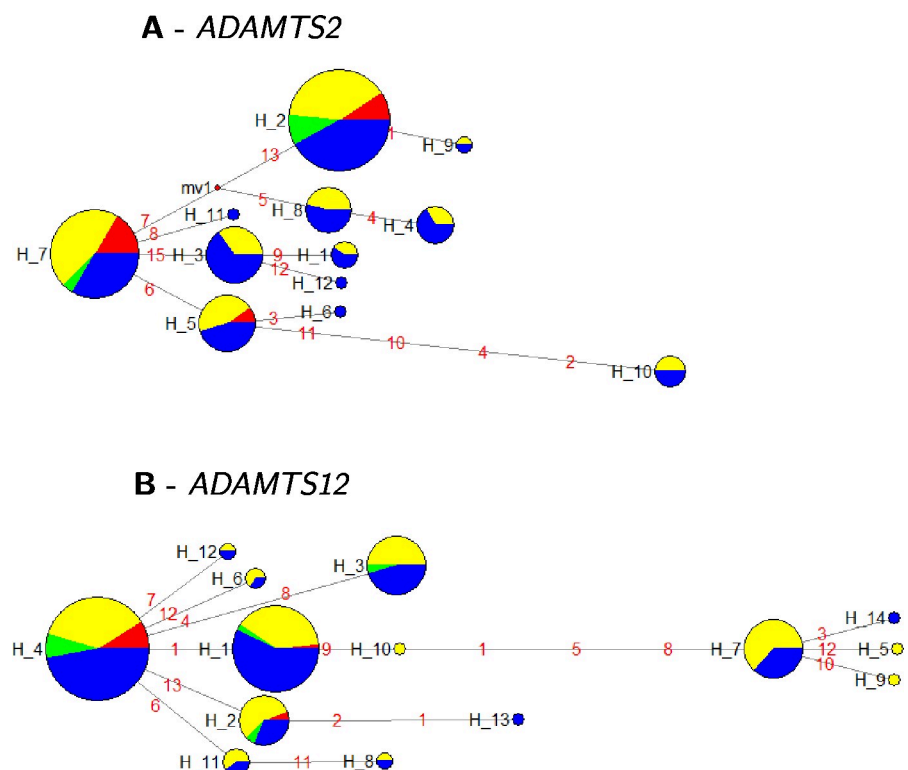 A - ADAMTS2
H_2
1
H_9
13
mv1
5
H_8
4
H_4
7
H_11
8
H_7
15
H_3
9
H_1
12
H_12
6
H_5
3
H_6
11
10
4
2
H_10
B - ADAMTS12
H_12
H_6
H_3
7
12
4
8
H_14
3
H_4
1
H_1
9
H_10
1
5
8
H_7
12
H_5
10
H_9
13
6
H_2
2
1
H_13
H_11
11
H_8